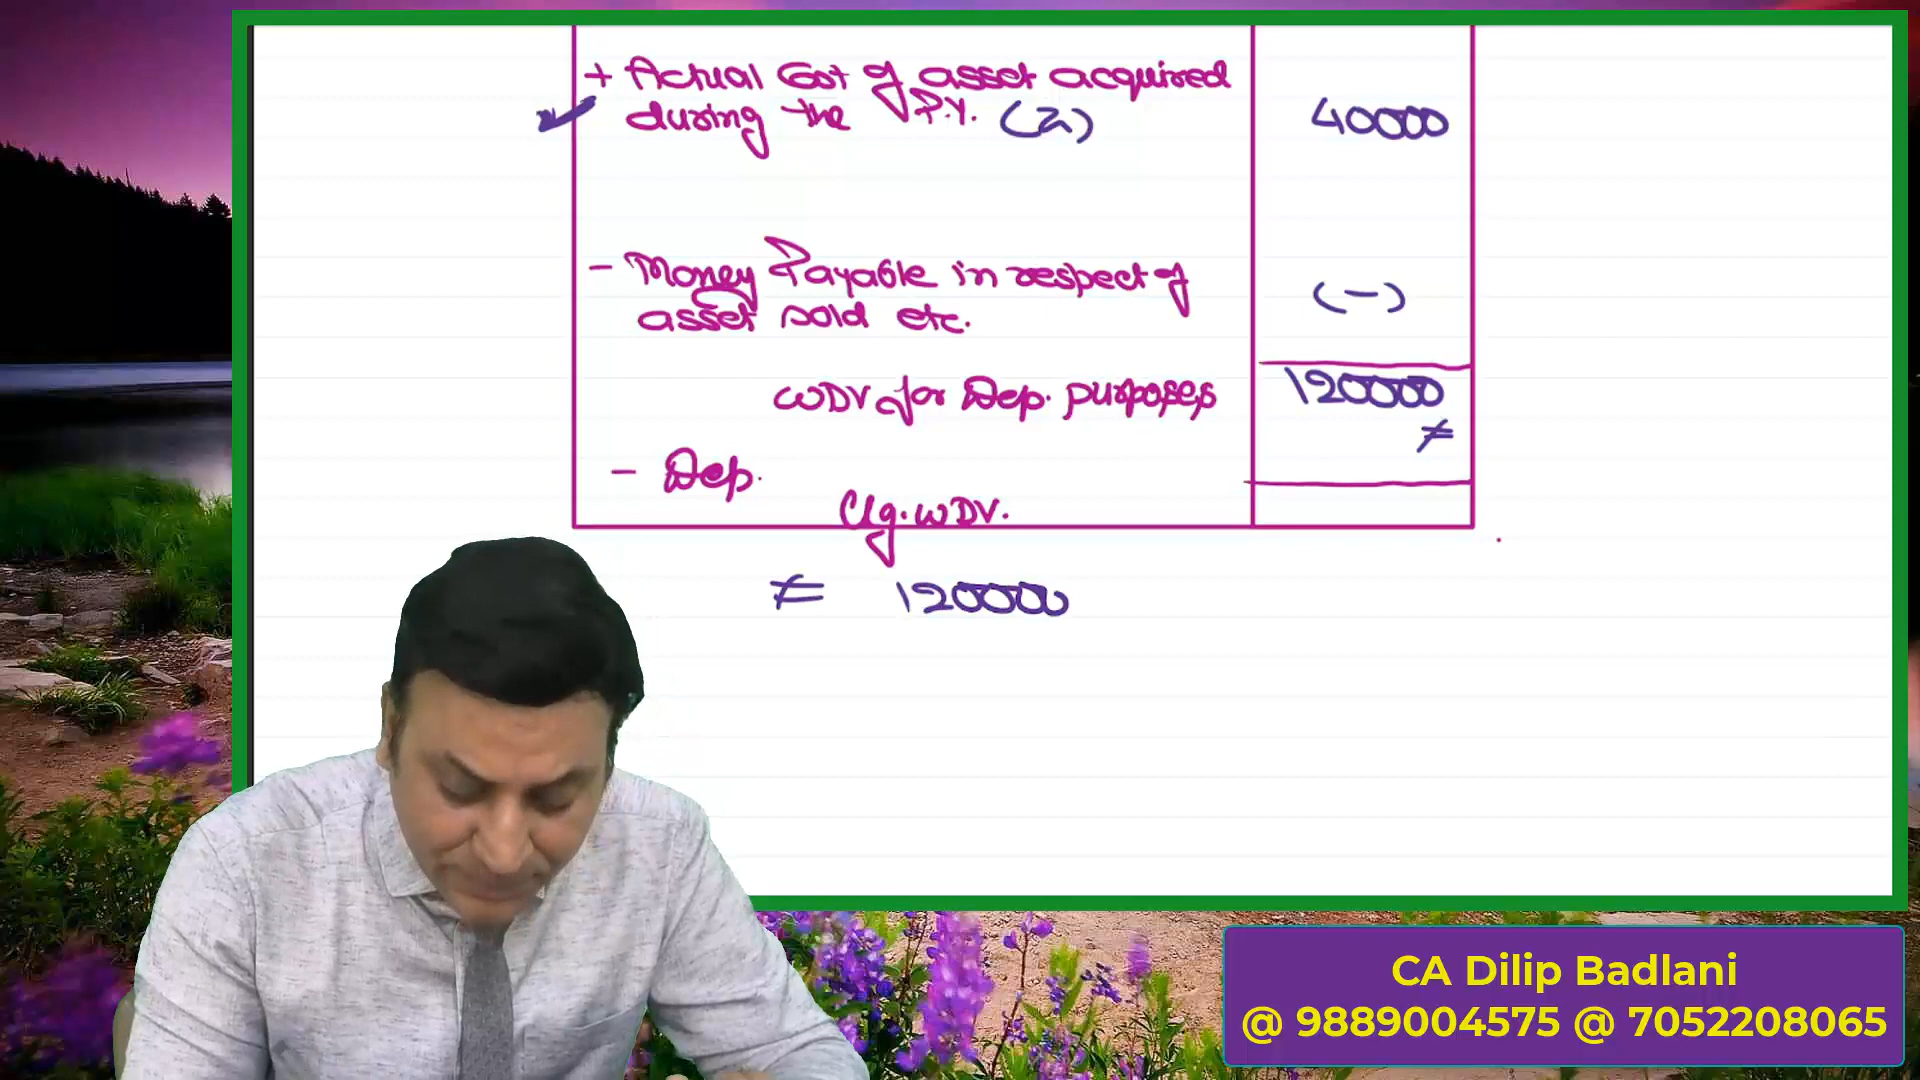 + Actual Cost of asset acquired
during the P.Y. (2) 40000
- Money Payable in respect of
asset sold etc. (-)
WDV for Dep. purposes 120000
- Dep.
Clg. WDV.
120000
CA Dilip Badlani
@ 9889004575 @ 7052208065